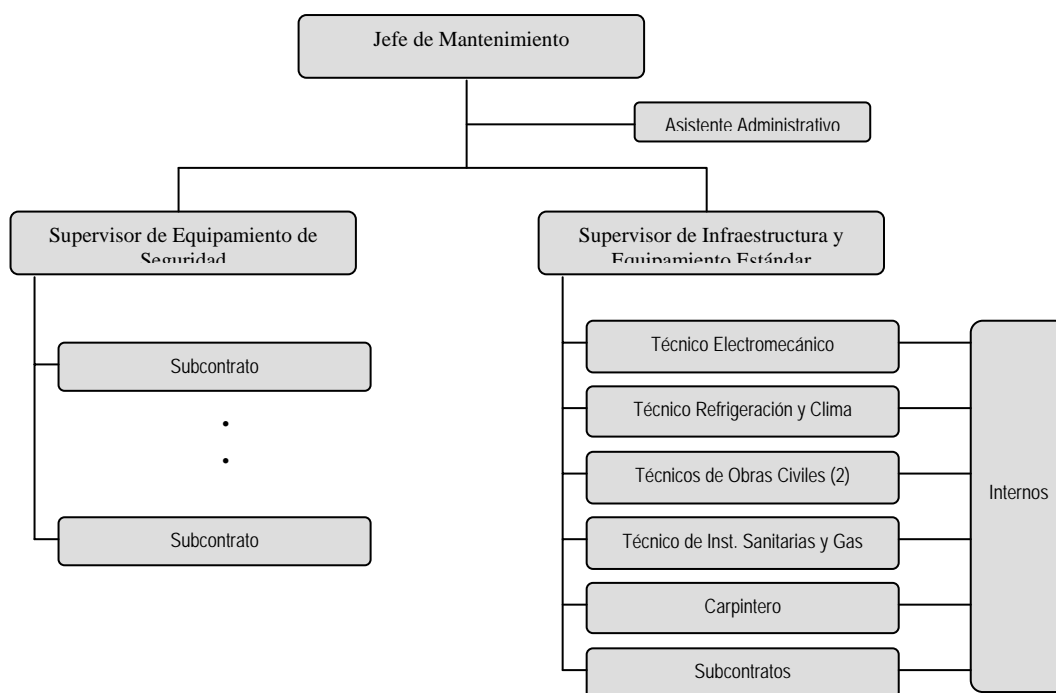 Jefe de Mantenimiento
Asistente Administrativo
Supervisor de Equipamiento de
Seguridad
Supervisor de Infraestructura y
Equipamiento Estándar
Subcontrato
Subcontrato
Técnico Electromecánico
Técnico Refrigeración y Clima
Técnicos de Obras Civiles (2)
Técnico de Inst. Sanitarias y Gas
Carpintero
Subcontratos
Internos